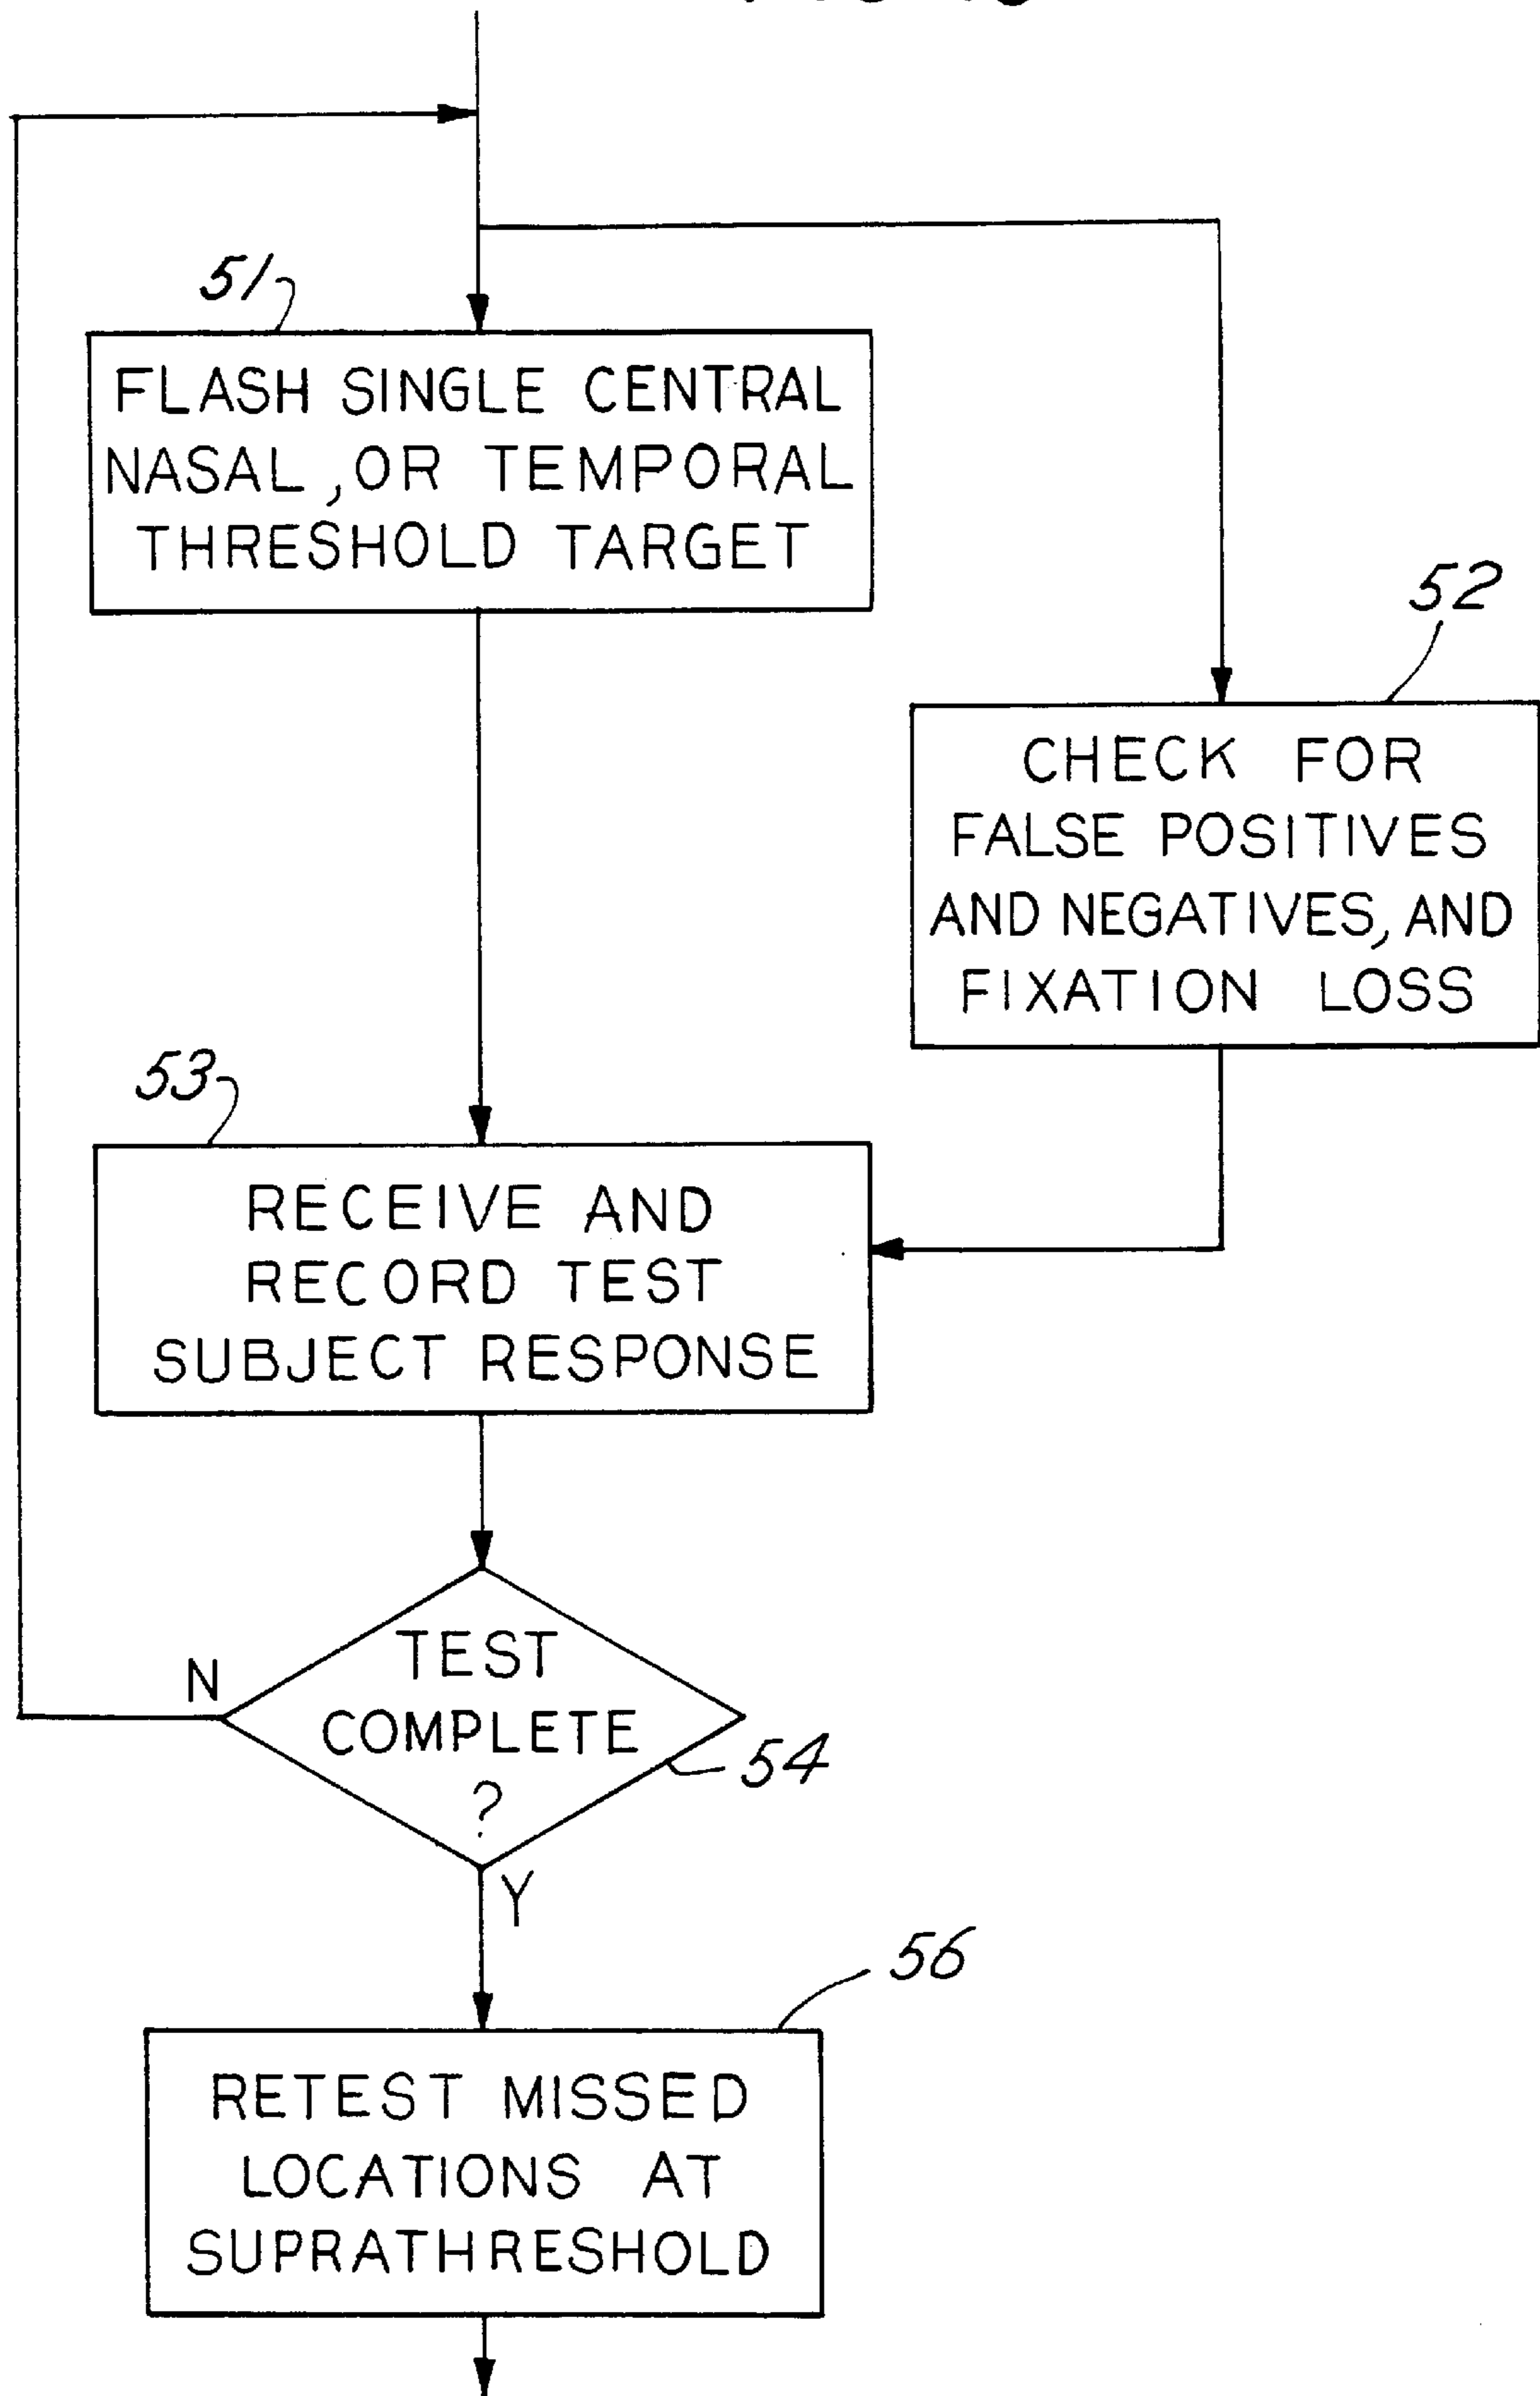 51
FLASH SINGLE CENTRAL
NASAL, OR TEMPORAL
THRESHOLD TARGET
52
CHECK FOR
FALSE POSITIVES
AND NEGATIVES, AND
FIXATION LOSS
53
RECEIVE AND
RECORD TEST
SUBJECT RESPONSE
TEST
COMPLETE
?
N
54
Y
56
RETEST MISSED
LOCATIONS AT
SUPRATHRESHOLD